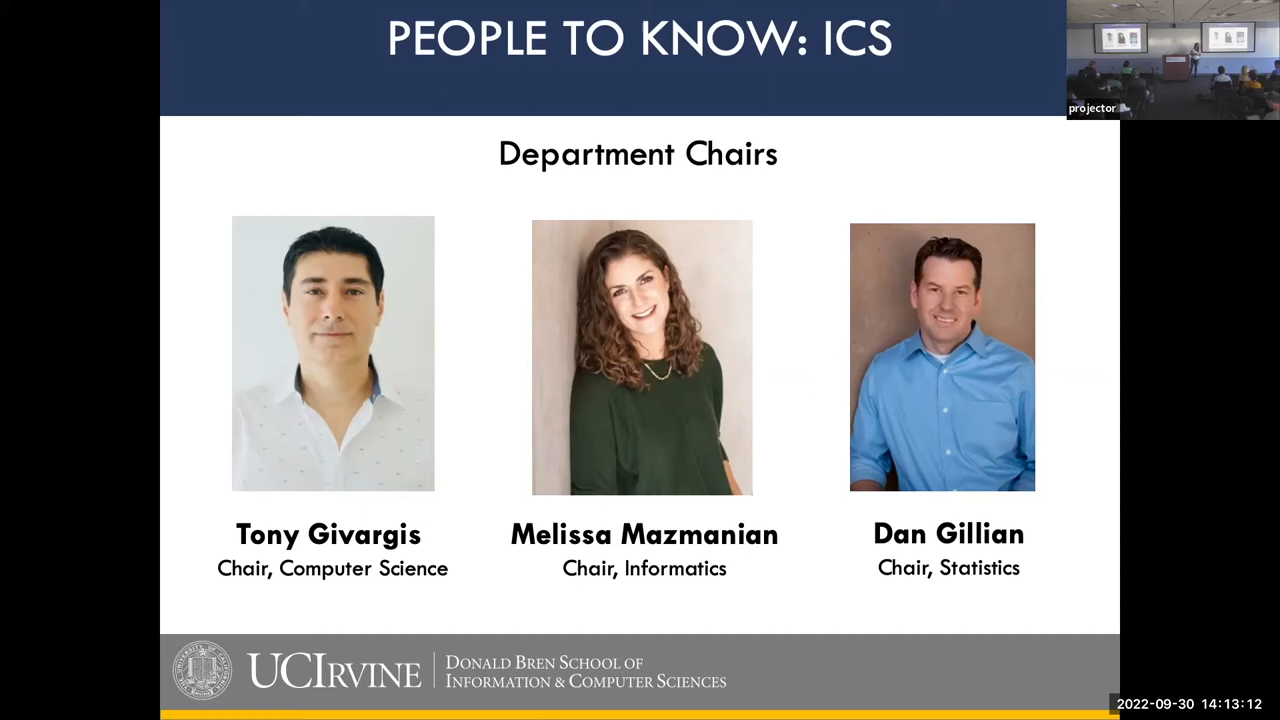 PEOPLE TO KNOW: ICS
projector
Department Chairs
Tony Givargis
Chair, Computer Science
Melissa Mazmanian
Chair, Informatics
Dan Gillian
Chair, Statistics
UCIRVINE
DONALD BREN SCHOOL OF
INFORMATION & COMPUTER SCIENCES
2022-09-30 14:13:12